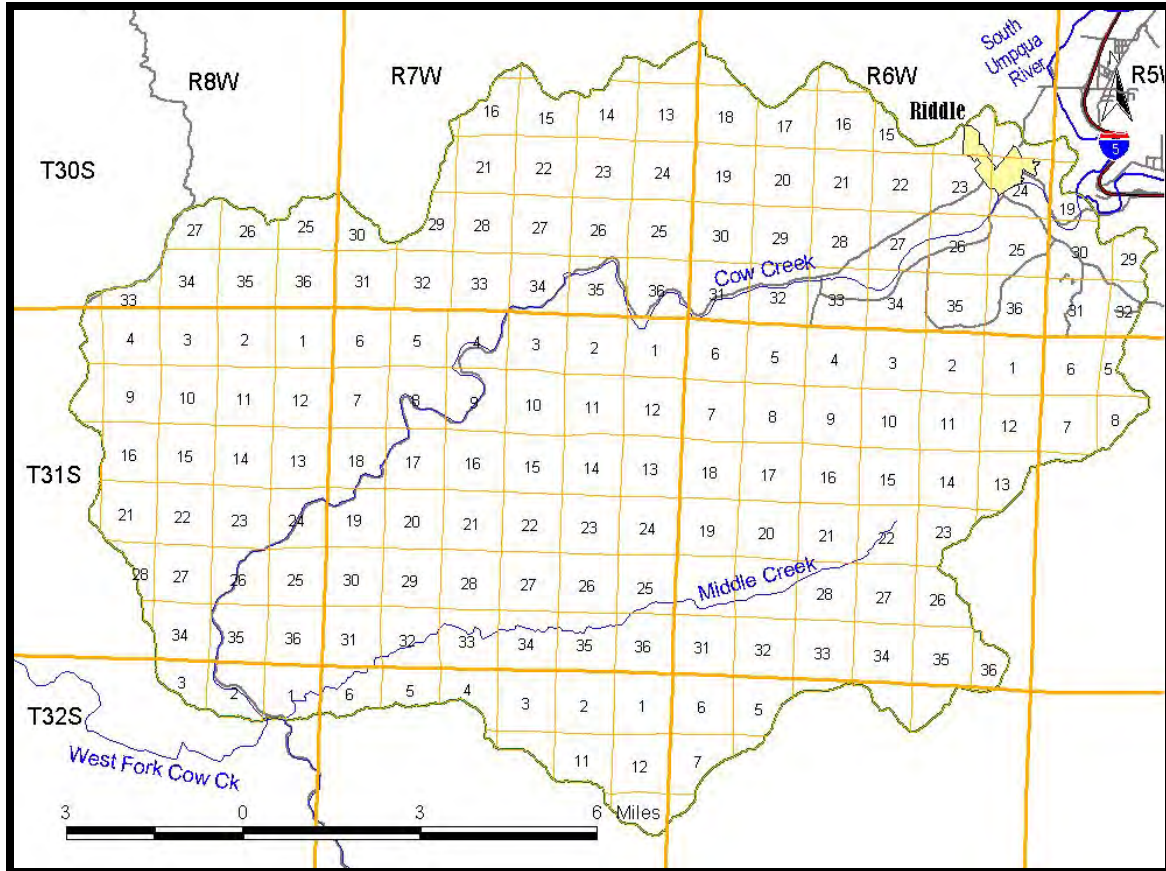 R8W
R7W
R6W
R5W
South
Umpqua
River
Riddle
5
T30S
16 15 14 13 18 17 16 15
21 22 23 24 19 20 21 22 23 24 19
27 26 25 30 29 28 27 26 25 30 29 28 27 26 25 30 29
Cow Creek
33 34 35 36 31 32 33 34 35 36 31 32 33 34 35 36 31 32
4 3 2 1 6 5 4 3 2 1 6 5 4 3 2 1 6 5
9 10 11 12 7 8 9 10 11 12 7 8 9 10 11 12 7 8
T31S
16 15 14 13 18 17 16 15 14 13 18 17 16 15 14 13
21 22 23 24 19 20 21 22 23 24 19 20 21 22 23
Middle Creek
28 27 26 25 30 29 28 27 26 25 28 27 26
34 35 36 31 32 33 34 35 36 31 32 33 34 35 36
T32S
3 2 1 6 5 4 3 2 1 6 5
West Fork Cow Ck
11 12 7
3 0 3 6 Miles